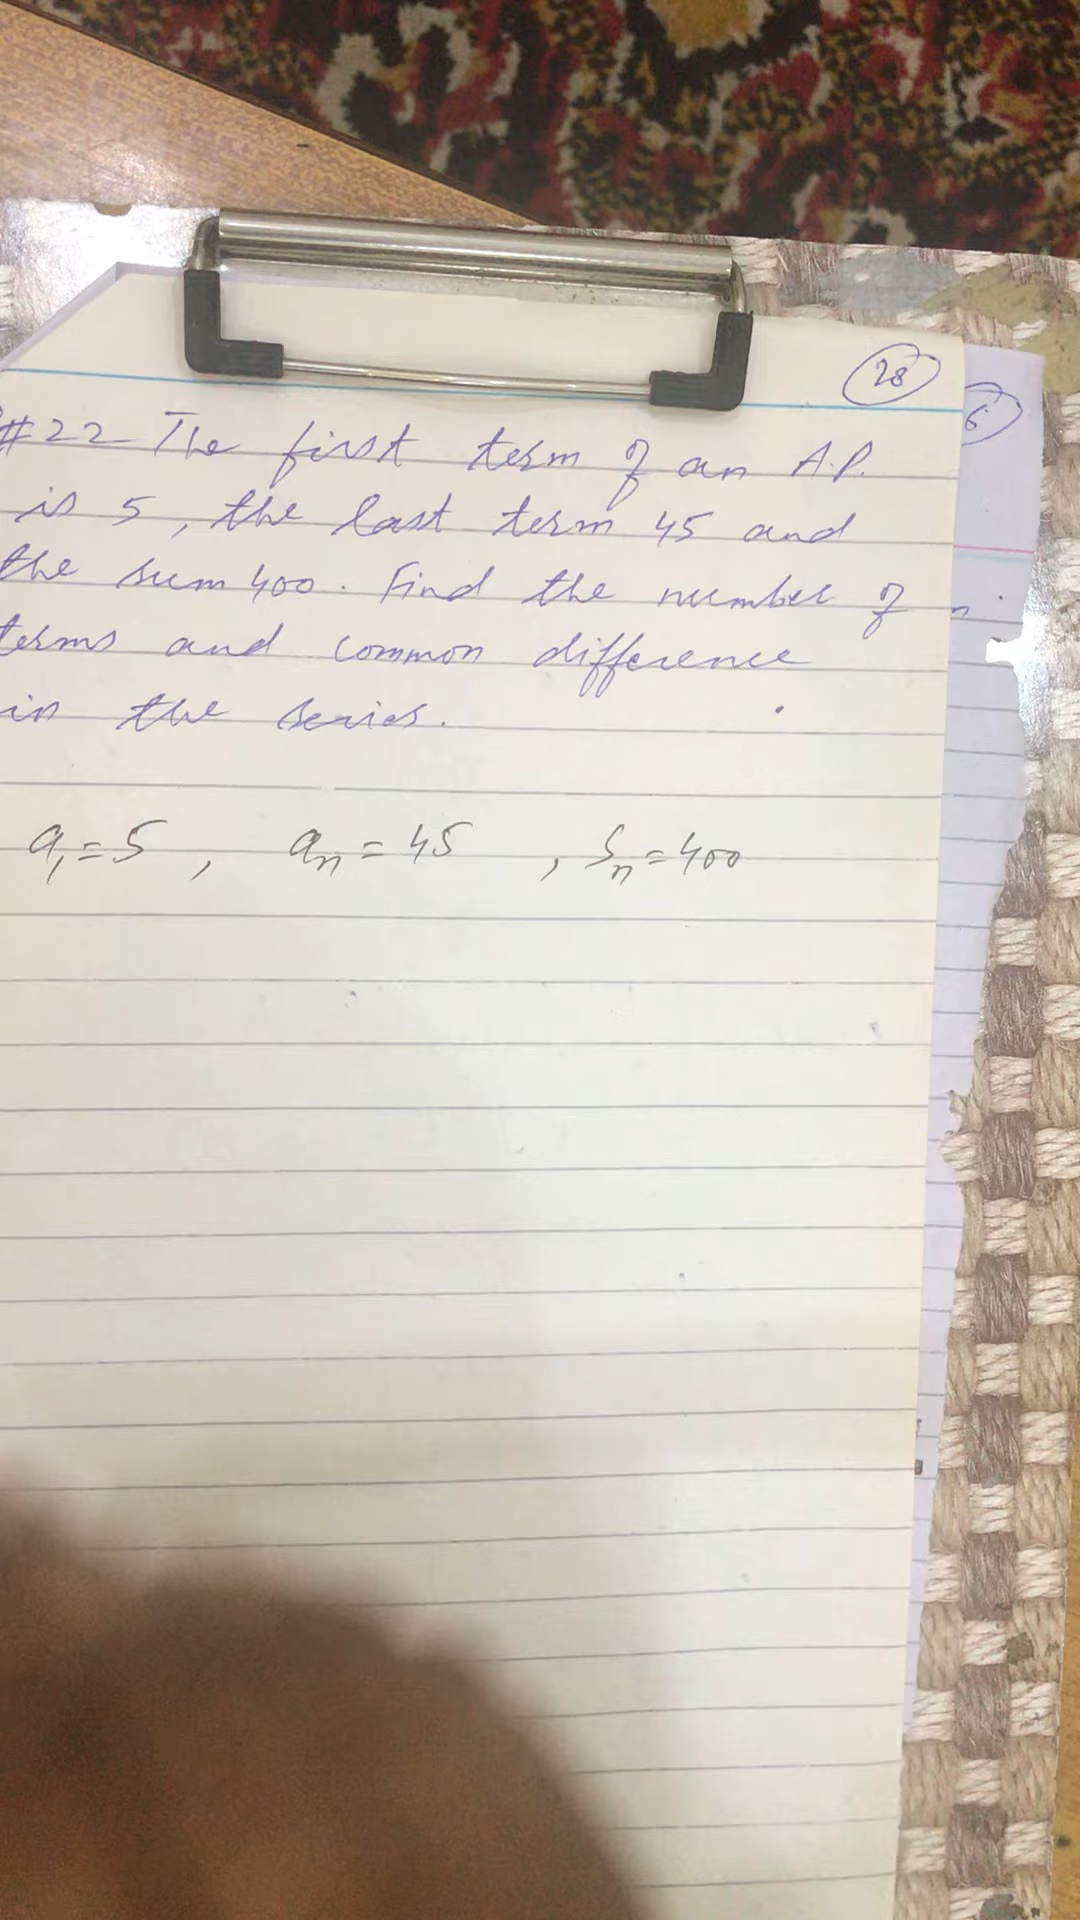 28
6
#22 The first term of an A.P.
is 5, the last term 45 and
the sum 400. Find the number of
terms and common difference
in the series.
a₁ = 5 , aₙ = 45 , Sₙ = 400